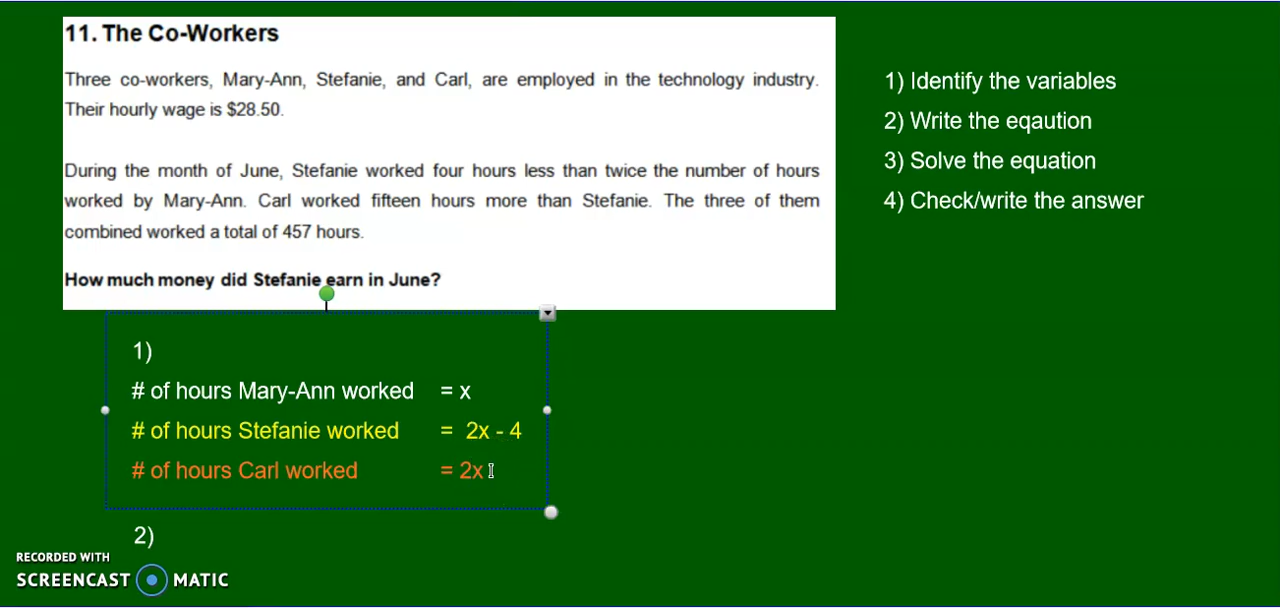 11. The Co-Workers
Three co-workers, Mary-Ann, Stefanie, and Carl, are employed in the technology industry.
Their hourly wage is $28.50.
During the month of June, Stefanie worked four hours less than twice the number of hours
worked by Mary-Ann. Carl worked fifteen hours more than Stefanie. The three of them
combined worked a total of 457 hours.
How much money did Stefanie earn in June?
1) Identify the variables
2) Write the eqaution
3) Solve the equation
4) Check/write the answer
1)
# of hours Mary-Ann worked = x
# of hours Stefanie worked = 2x - 4
# of hours Carl worked = 2x
2)
RECORDED WITH
SCREENCAST MATIC